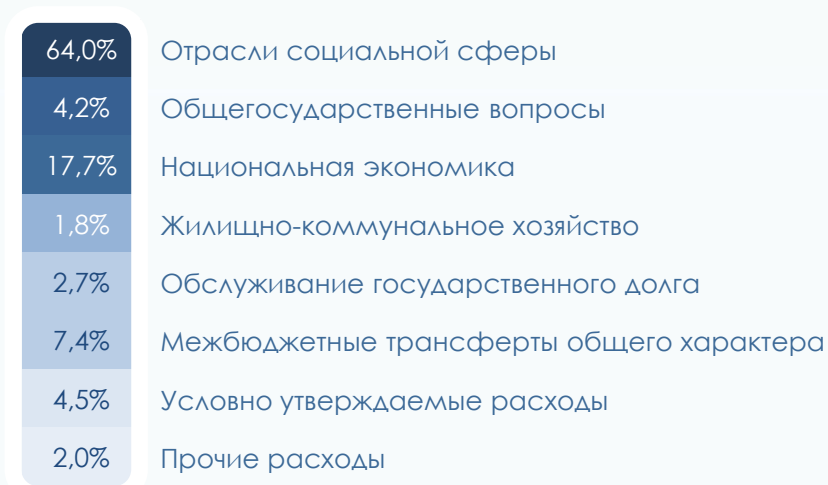 64,0% Отрасли социальной сферы
4,2% Общегосударственные вопросы
17,7% Национальная экономика
1,8% Жилищно-коммунальное хозяйство
2,7% Обслуживание государственного долга
7,4% Межбюджетные трансферты общего характера
4,5% Условно утверждаемые расходы
2,0% Прочие расходы